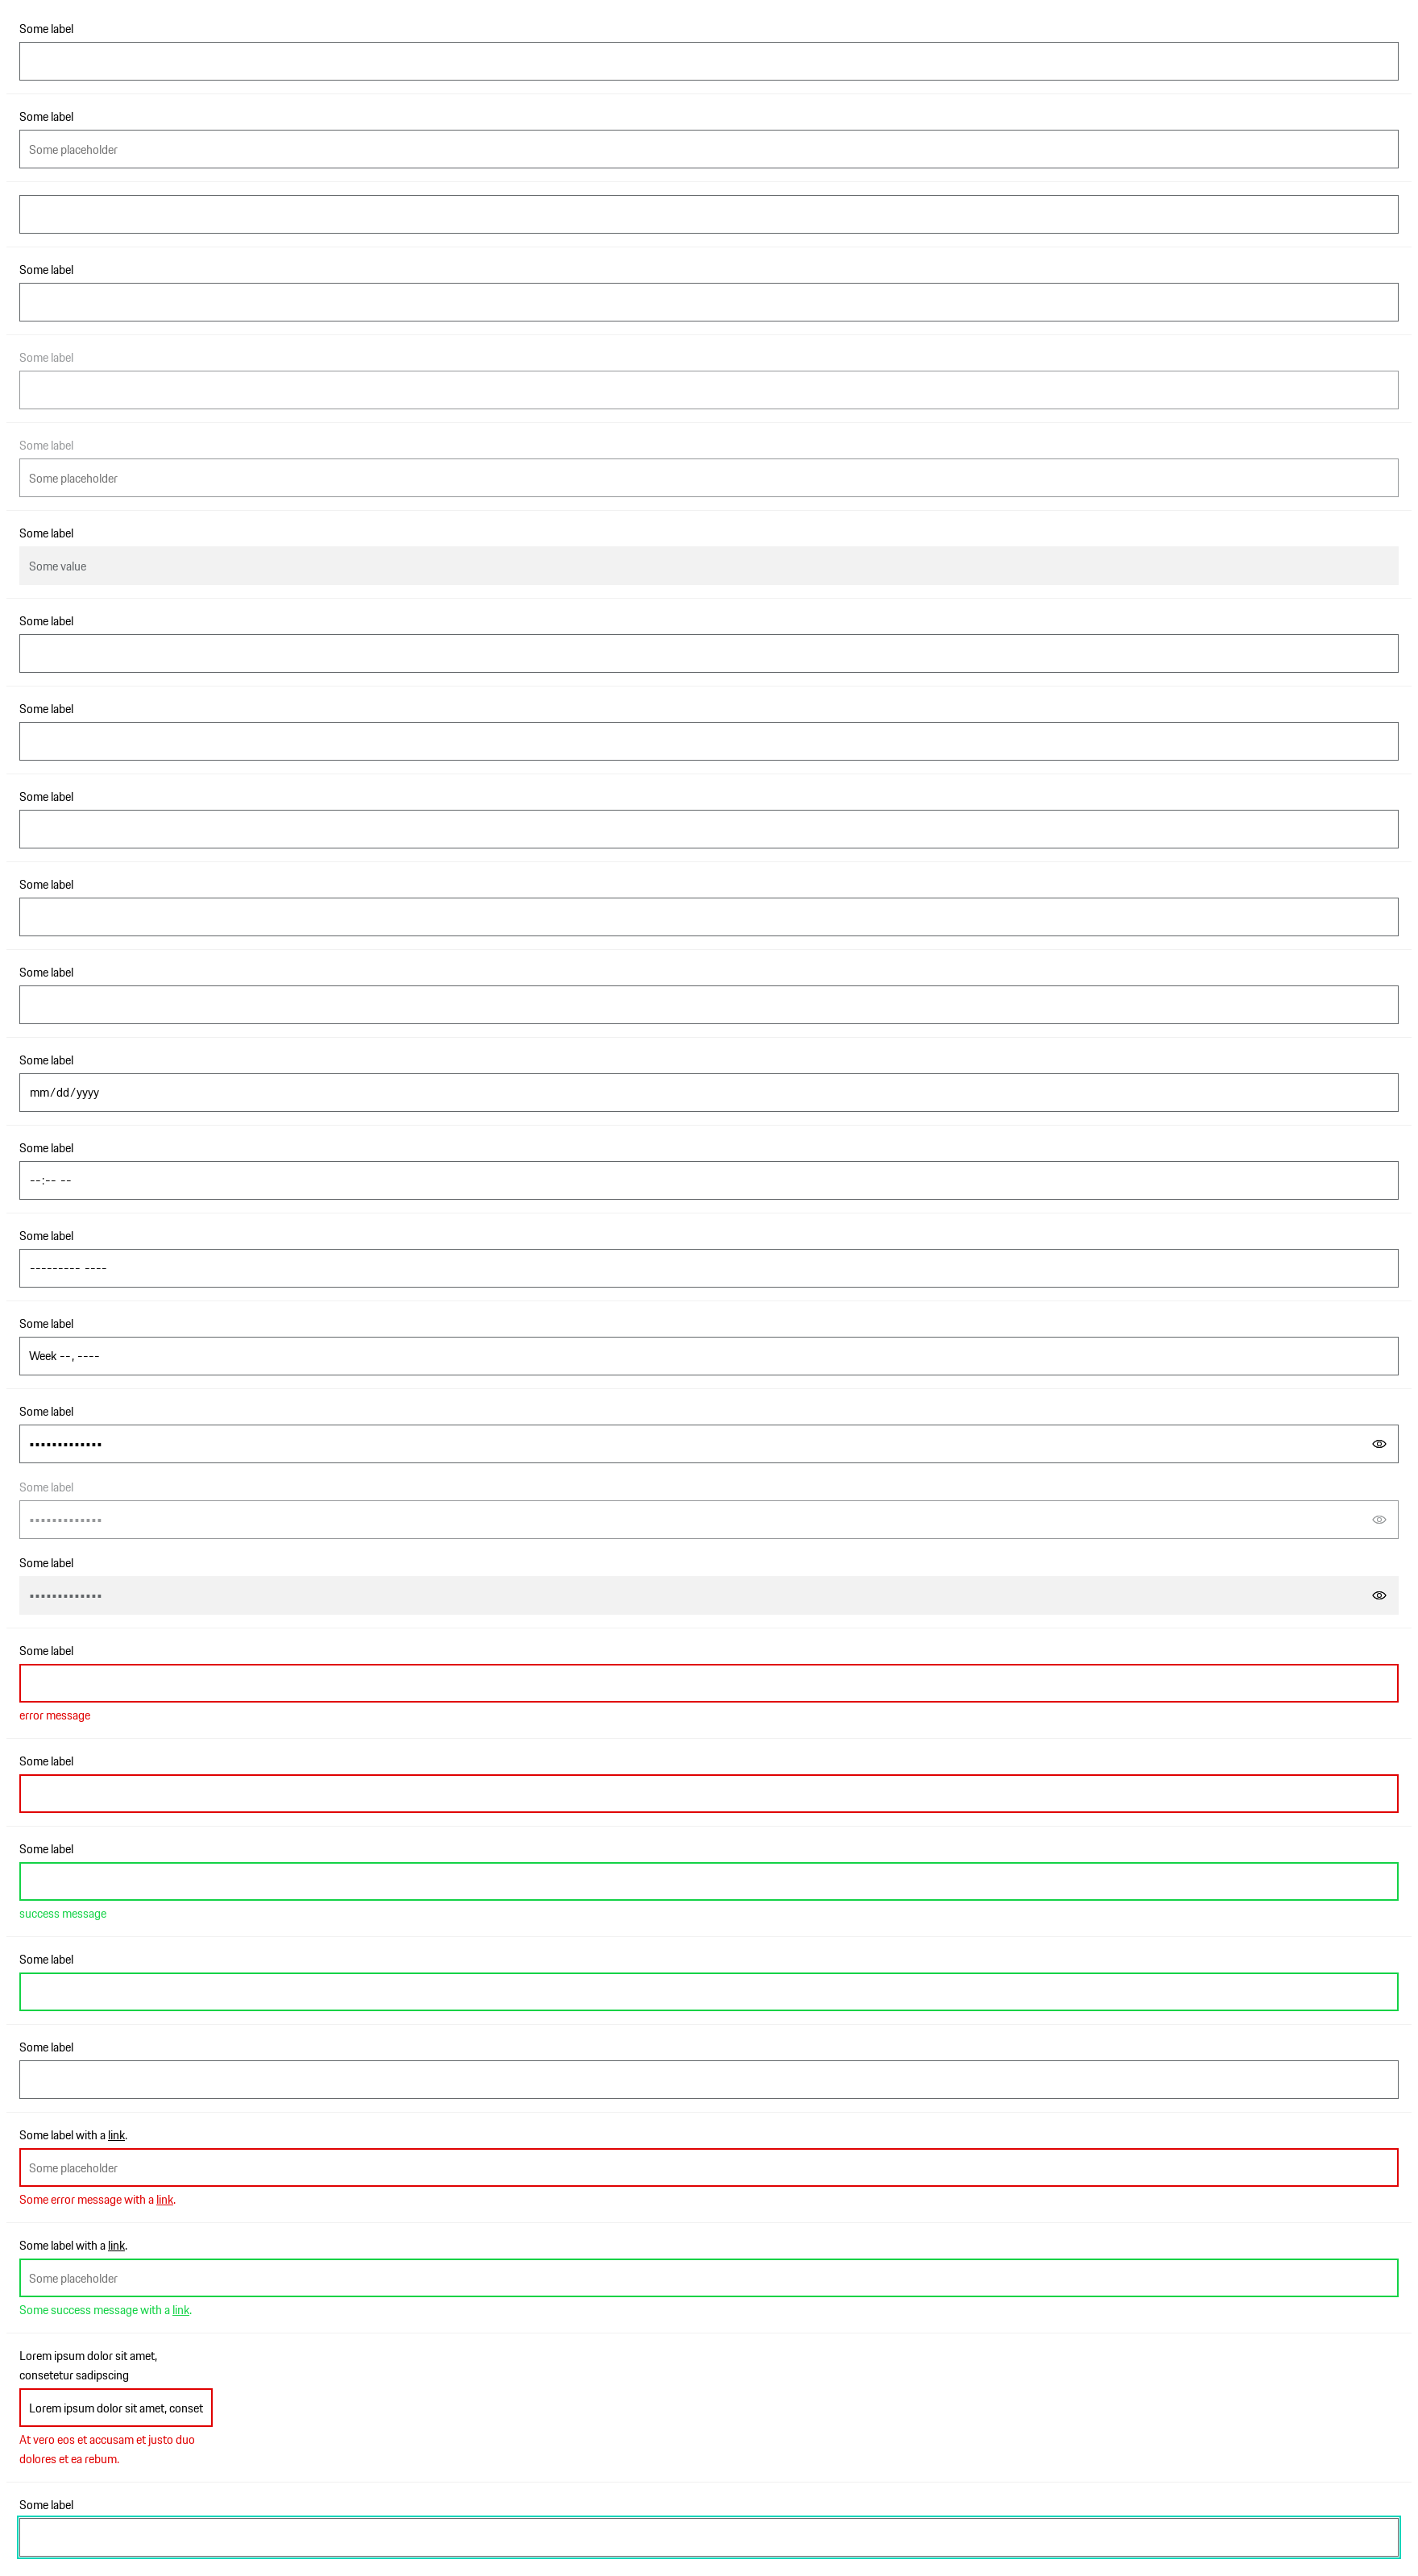 Some label
Some label
Some placeholder
Some label
Some label
Some label
Some placeholder
Some label
Some value
Some label
Some label
Some label
Some label
Some label
Some label
mm/dd/yyyy
Some label
--:-- --
Some label
--------- ----
Some label
Week --, ----
Some label
•••••••••••••
Some label
•••••••••••••
Some label
•••••••••••••
Some label
error message
Some label
Some label
success message
Some label
Some label
Some label with a link.
Some placeholder
Some error message with a link.
Some label with a link.
Some placeholder
Some success message with a link.
Lorem ipsum dolor sit amet,
consetetur sadipscing
Lorem ipsum dolor sit amet, conset
At vero eos et accusam et justo duo
dolores et ea rebum.
Some label